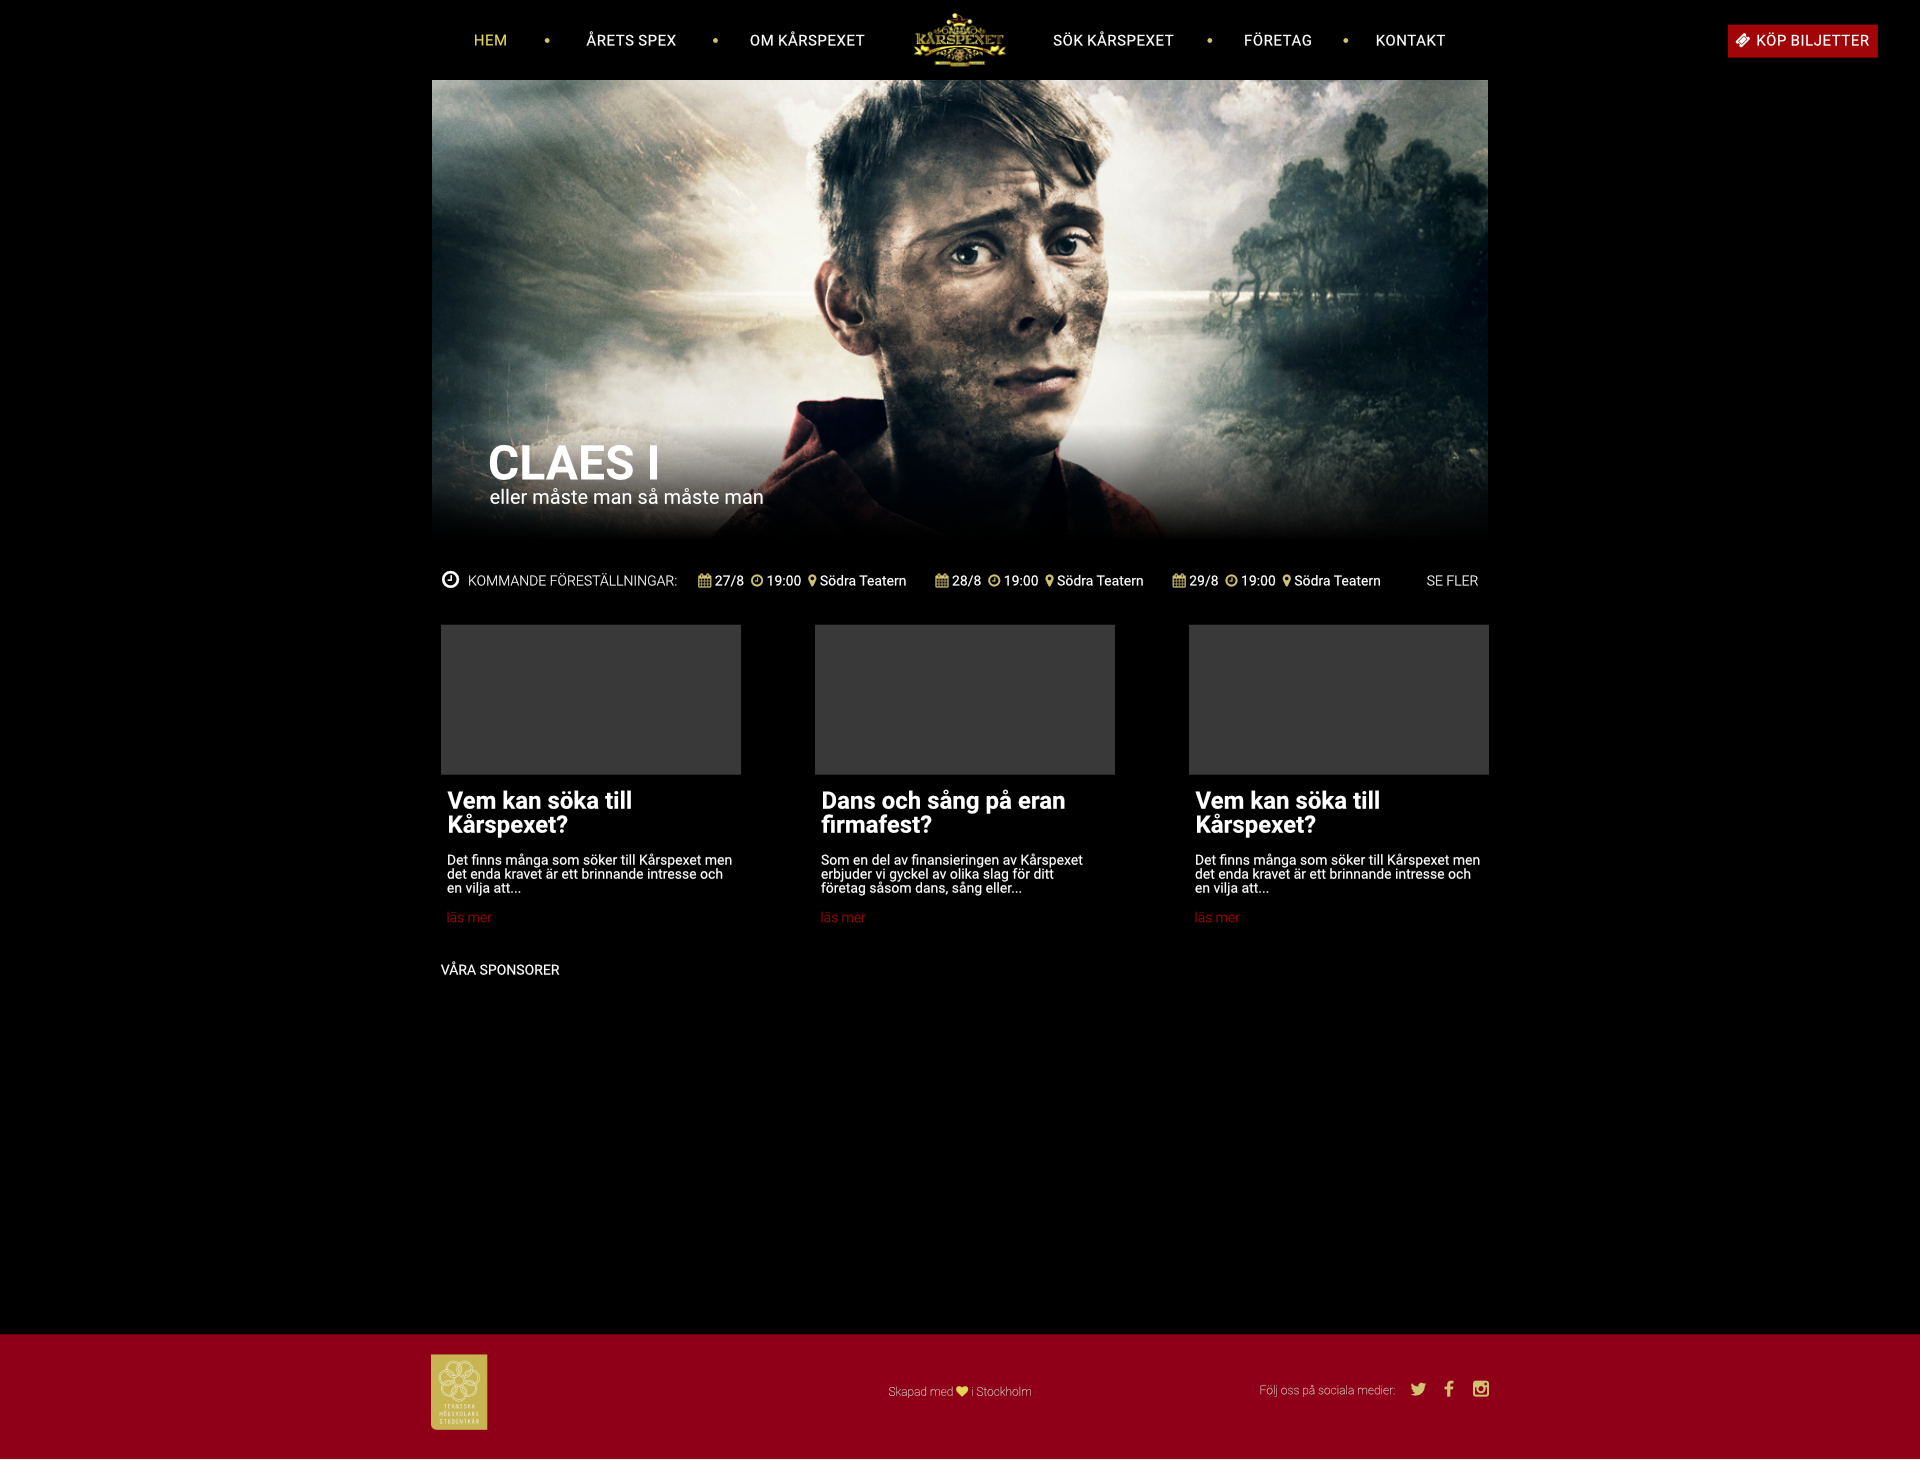 HEM • ÅRETS SPEX • OM KÅRSPEXET KÅRSPEXET SÖK KÅRSPEXET • FÖRETAG • KONTAKT KÖP BILJETTER
CLAES I
eller måste man så måste man
KOMMANDE FÖRESTÄLLNINGAR: 27/8 19:00 Södra Teatern 28/8 19:00 Södra Teatern 29/8 19:00 Södra Teatern SE FLER
Vem kan söka till
Kårspexet?
Det finns många som söker till Kårspexet men
det enda kravet är ett brinnande intresse och
en vilja att...
läs mer
Dans och sång på eran
firmafest?
Som en del av finansieringen av Kårspexet
erbjuder vi gyckel av olika slag för ditt
företag såsom dans, sång eller...
läs mer
Vem kan söka till
Kårspexet?
Det finns många som söker till Kårspexet men
det enda kravet är ett brinnande intresse och
en vilja att...
läs mer
VÅRA SPONSORER
TEKNISKA
HÖGSKOLANS
STUDENTKÅR
Skapad med i Stockholm
Följ oss på sociala medier: